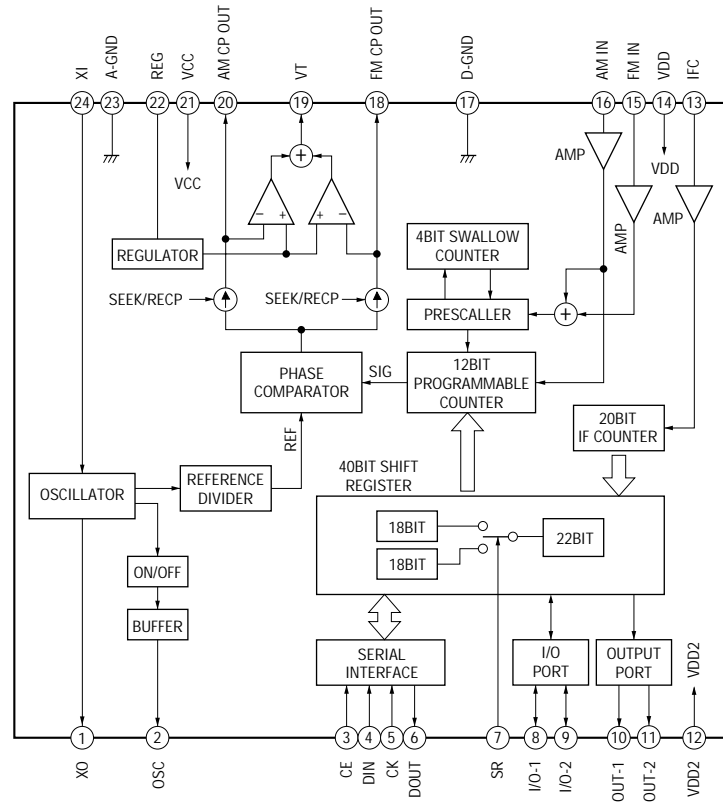 XI
A-GND
REG
VCC
AM CP OUT
VT
FM CP OUT
D-GND
AM IN
FM IN
VDD
IFC
24
23
22
21
20
19
18
17
16
15
14
13
AMP
VDD
VCC
+
AMP
AMP
− +
+ −
REGULATOR
4BIT SWALLOW
COUNTER
SEEK/RECP
SEEK/RECP
PRESCALLER
+
PHASE
COMPARATOR
SIG
12BIT
PROGRAMMABLE
COUNTER
20BIT
IF COUNTER
REF
OSCILLATOR
REFERENCE
DIVIDER
40BIT SHIFT
REGISTER
18BIT
22BIT
18BIT
ON/OFF
BUFFER
SERIAL
INTERFACE
I/O
PORT
OUTPUT
PORT
VDD2
1
2
3
4
5
6
7
8
9
10
11
12
XO
OSC
CE
DIN
CK
DOUT
SR
I/O-1
I/O-2
OUT-1
OUT-2
VDD2